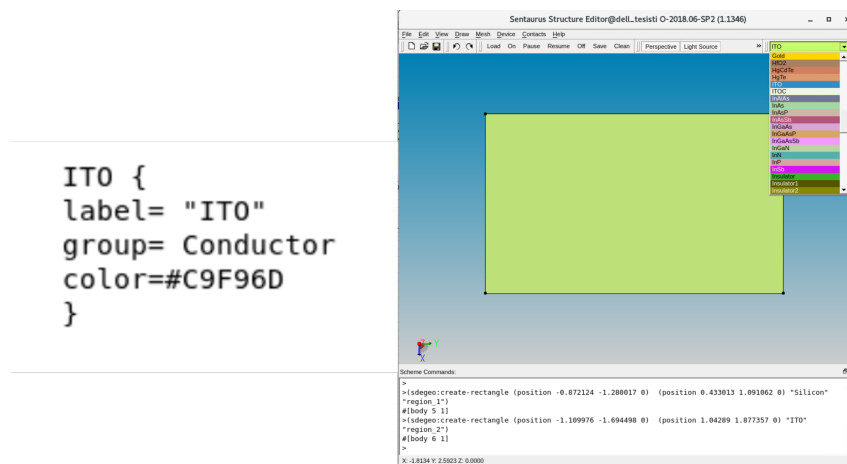 ITO {
label= "ITO"
group= Conductor
color=#C9F96D
}
Sentaurus Structure Editor@dell_tesisti O-2018.06-SP2 (1.1346)
File Edit View Draw Mesh Device Contacts Help
Load On Pause Resume Off Save Clean Perspective Light Source » ITO
Gold
HfO2
HgCdTe
HgTe
ITO
ITOC
InAlAs
InAs
InAsP
InAsSb
InGaAs
InGaAsP
InGaAsSb
InGaN
InN
InP
InSb
Insulator
Insulator1
Insulator2
Y
X
Scheme Commands:
>
>(sdegeo:create-rectangle (position -0.872124 -1.280017 0) (position 0.433013 1.091062 0) "Silicon"
"region_1")
#[body 5 1]
>(sdegeo:create-rectangle (position -1.109976 -1.694498 0) (position 1.04289 1.877357 0) "ITO"
"region_2")
#[body 6 1]
>
X: -1.8134 Y: 2.5923 Z: 0.0000